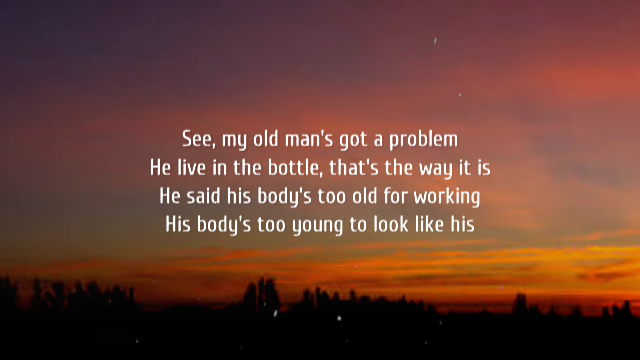 See, my old man's got a problem
He live in the bottle, that's the way it is
He said his body's too old for working
His body's too young to look like his